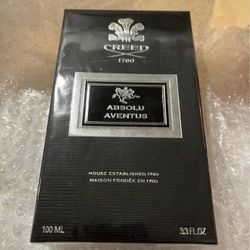 CREED
1760
ABSOLU
AVENTUS
HOUSE ESTABLISHED 1760
MAISON FONDÉE EN 1760
100 ML
3.3 FL.OZ